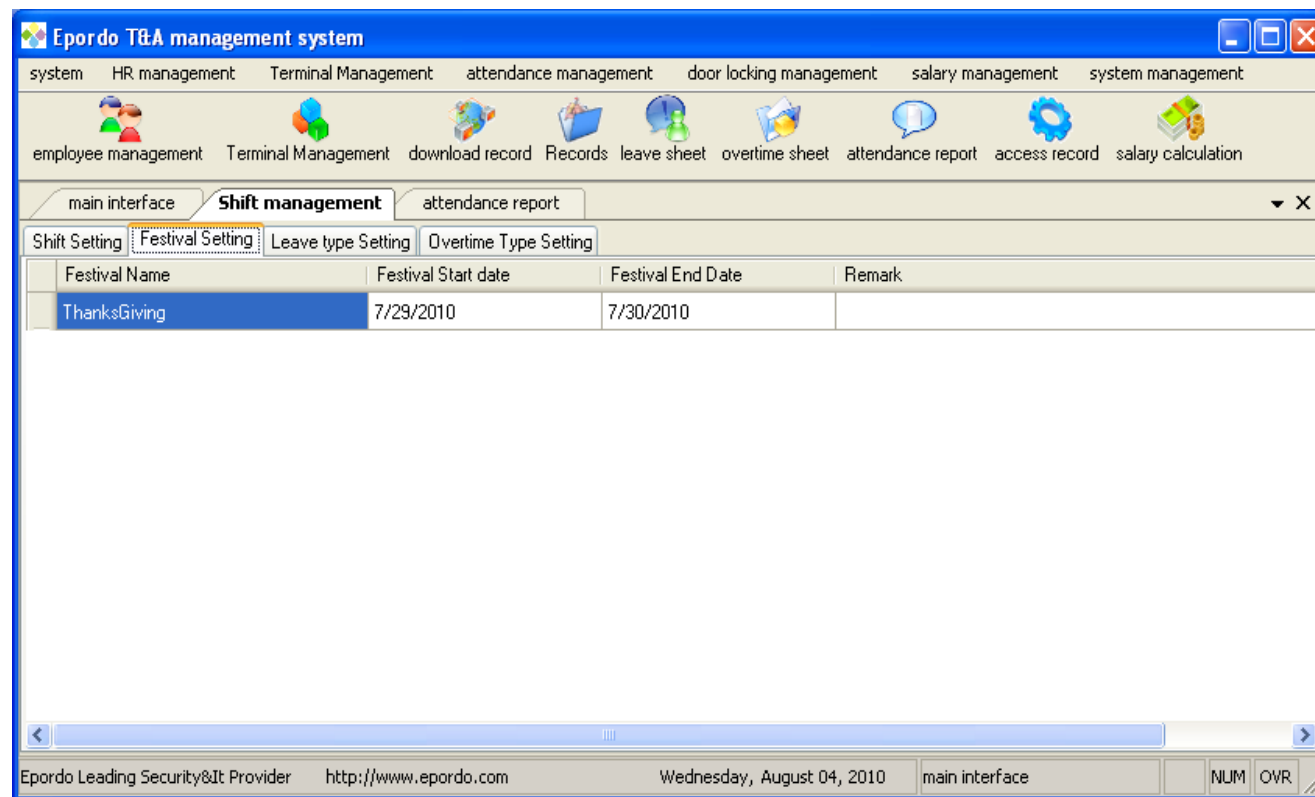 Epordo T&A management system
system HR management Terminal Management attendance management door locking management salary management system management
employee management Terminal Management download record Records leave sheet overtime sheet attendance report access record salary calculation
main interface Shift management attendance report
Shift Setting Festival Setting Leave type Setting Overtime Type Setting
Festival Name Festival Start date Festival End Date Remark
ThanksGiving 7/29/2010 7/30/2010
Epordo Leading Security&It Provider http://www.epordo.com Wednesday, August 04, 2010 main interface NUM OVR